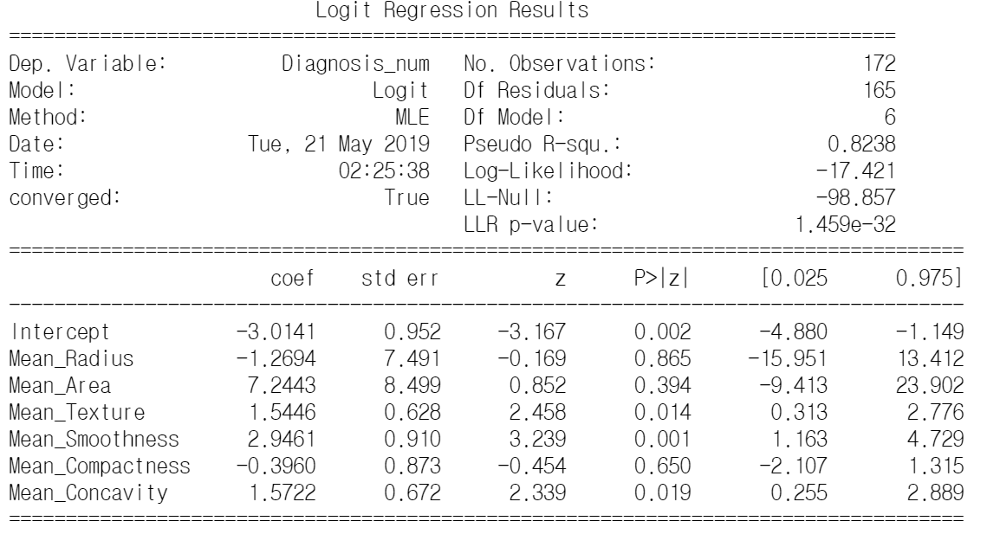 Logit Regression Results
==============================================================================
Dep. Variable: Diagnosis_num No. Observations: 172
Model: Logit Df Residuals: 165
Method: MLE Df Model: 6
Date: Tue, 21 May 2019 Pseudo R-squ.: 0.8238
Time: 02:25:38 Log-Likelihood: -17.421
converged: True LL-Null: -98.857
LLR p-value: 1.459e-32
====================================================================================
coef std err z P>|z| [0.025 0.975]
------------------------------------------------------------------------------------
Intercept -3.0141 0.952 -3.167 0.002 -4.880 -1.149
Mean_Radius -1.2694 7.491 -0.169 0.865 -15.951 13.412
Mean_Area 7.2443 8.499 0.852 0.394 -9.413 23.902
Mean_Texture 1.5446 0.628 2.458 0.014 0.313 2.776
Mean_Smoothness 2.9461 0.910 3.239 0.001 1.163 4.729
Mean_Compactness -0.3960 0.873 -0.454 0.650 -2.107 1.315
Mean_Concavity 1.5722 0.672 2.339 0.019 0.255 2.889
====================================================================================